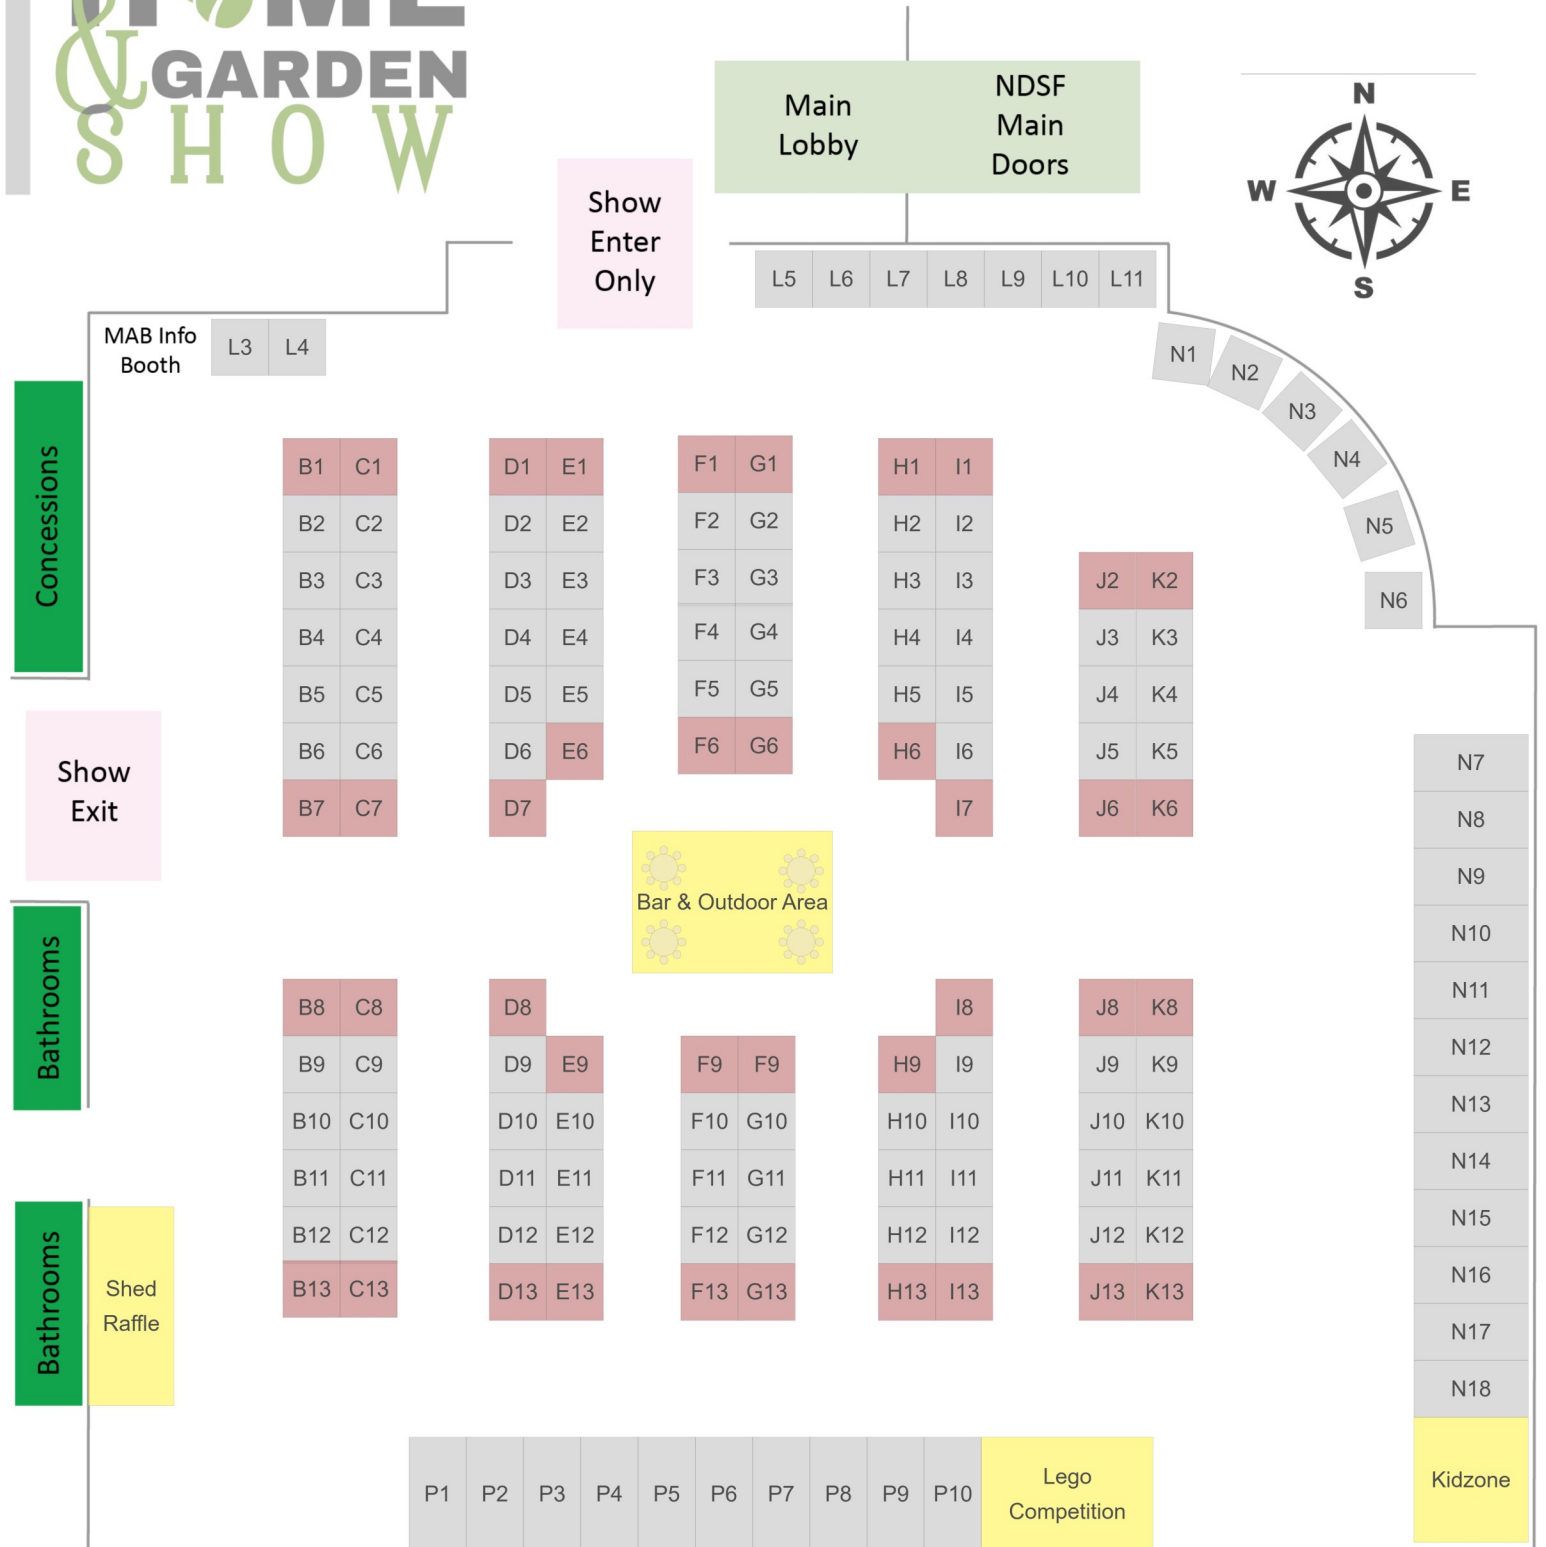 HOME
& GARDEN
SHOW
Main
Lobby
NDSF
Main
Doors
N
W
E
S
Show
Enter
Only
L5 L6 L7 L8 L9 L10 L11
MAB Info
Booth
L3 L4
N1
N2
N3
N4
N5
N6
Concessions
B1 C1 D1 E1 F1 G1 H1 I1
B2 C2 D2 E2 F2 G2 H2 I2
B3 C3 D3 E3 F3 G3 H3 I3 J2 K2
B4 C4 D4 E4 F4 G4 H4 I4 J3 K3
B5 C5 D5 E5 F5 G5 H5 I5 J4 K4
B6 C6 D6 E6 F6 G6 H6 I6 J5 K5 N7
Show
Exit
B7 C7 D7 I7 J6 K6 N8
N9
Bar & Outdoor Area
N10
Bathrooms
B8 C8 D8 I8 J8 K8 N11
B9 C9 D9 E9 F9 F9 H9 I9 J9 K9 N12
B10 C10 D10 E10 F10 G10 H10 I10 J10 K10 N13
B11 C11 D11 E11 F11 G11 H11 I11 J11 K11 N14
B12 C12 D12 E12 F12 G12 H12 I12 J12 K12 N15
B13 C13 D13 E13 F13 G13 H13 I13 J13 K13 N16
Bathrooms
Shed
Raffle
N17
N18
P1 P2 P3 P4 P5 P6 P7 P8 P9 P10
Lego
Competition
Kidzone